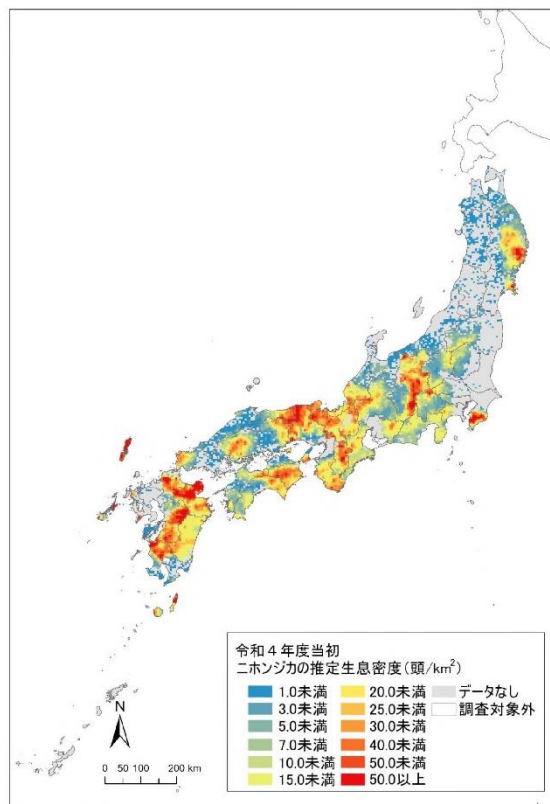 令和4年度当初
ニホンジカの推定生息密度(頭/km²)
1.0未満 20.0未満 データなし
3.0未満 25.0未満 調査対象外
5.0未満 30.0未満
7.0未満 40.0未満
10.0未満 50.0未満
15.0未満 50.0以上
N
0 50 100 200 km